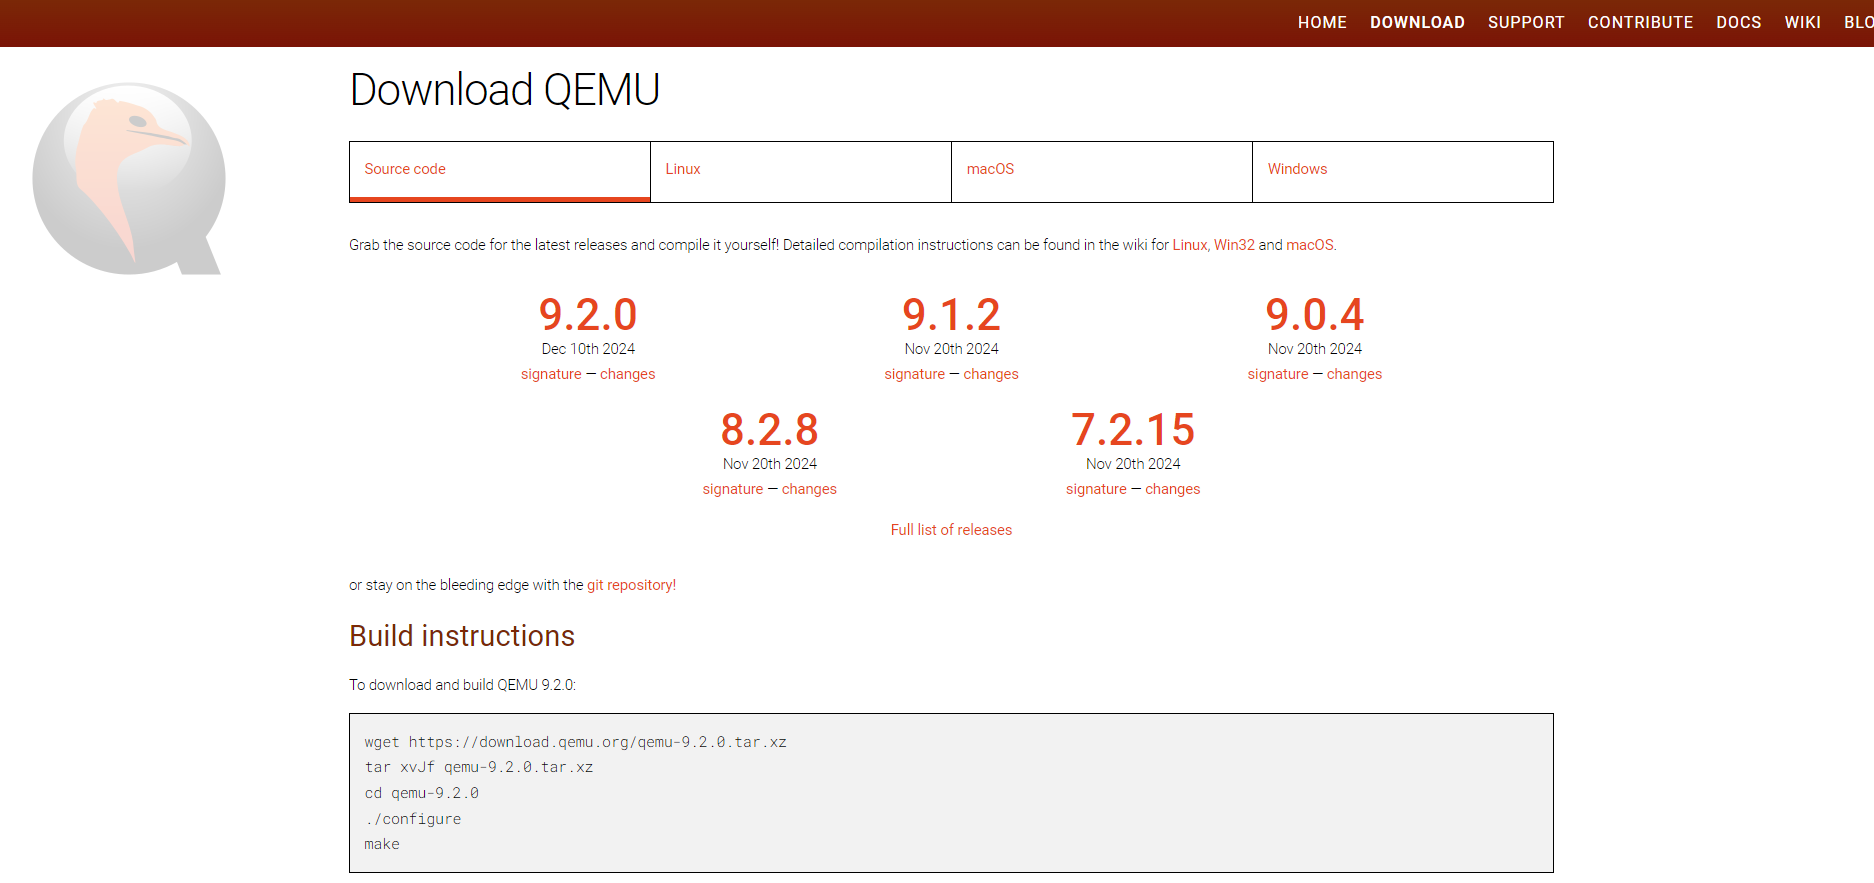 HOME DOWNLOAD SUPPORT CONTRIBUTE DOCS WIKI BLO
Download QEMU
Source code Linux macOS Windows
Grab the source code for the latest releases and compile it yourself! Detailed compilation instructions can be found in the wiki for Linux, Win32 and macOS.
9.2.0 9.1.2 9.0.4
Dec 10th 2024 Nov 20th 2024 Nov 20th 2024
signature — changes signature — changes signature — changes
8.2.8 7.2.15
Nov 20th 2024 Nov 20th 2024
signature — changes signature — changes
Full list of releases
or stay on the bleeding edge with the git repository!
Build instructions
To download and build QEMU 9.2.0:
wget https://download.qemu.org/qemu-9.2.0.tar.xz
tar xvJf qemu-9.2.0.tar.xz
cd qemu-9.2.0
./configure
make